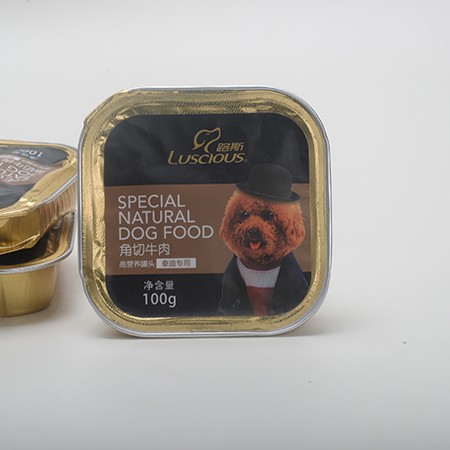 路斯
LUSCIOUS®
SPECIAL
NATURAL
DOG FOOD
角切牛肉
高营养罐头 泰迪专用
净含量
100g